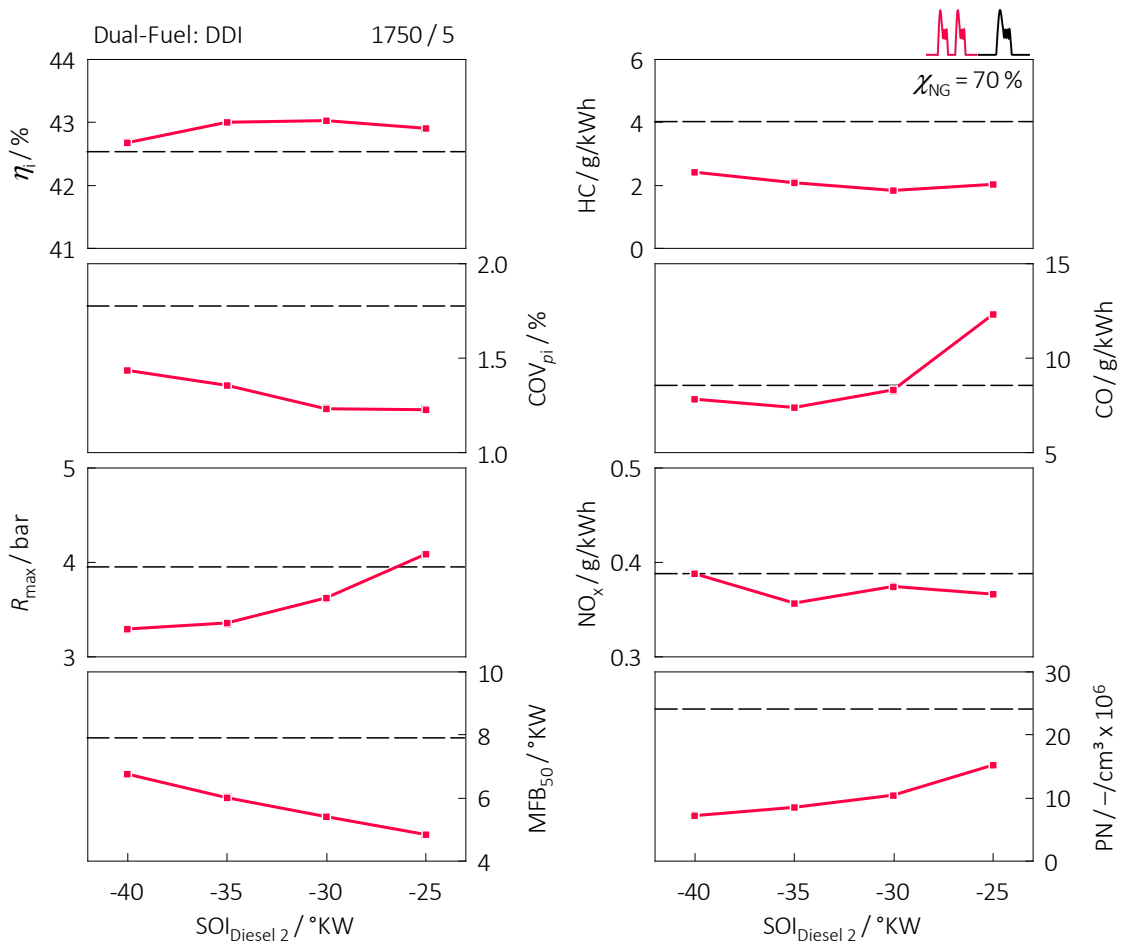 Dual-Fuel: DDI 1750 / 5
44
43
42
41
ηi / %
2.0
1.5
1.0
COVpi / %
5
4
3
Rmax / bar
10
8
6
4
MFB50 / °KW
-40 -35 -30 -25
SOIDiesel 2 / °KW
χNG = 70 %
6
4
2
0
HC / g/kWh
15
10
5
CO / g/kWh
0.5
0.4
0.3
NOx / g/kWh
30
20
10
0
PN / –/cm³ x 10⁶
-40 -35 -30 -25
SOIDiesel 2 / °KW